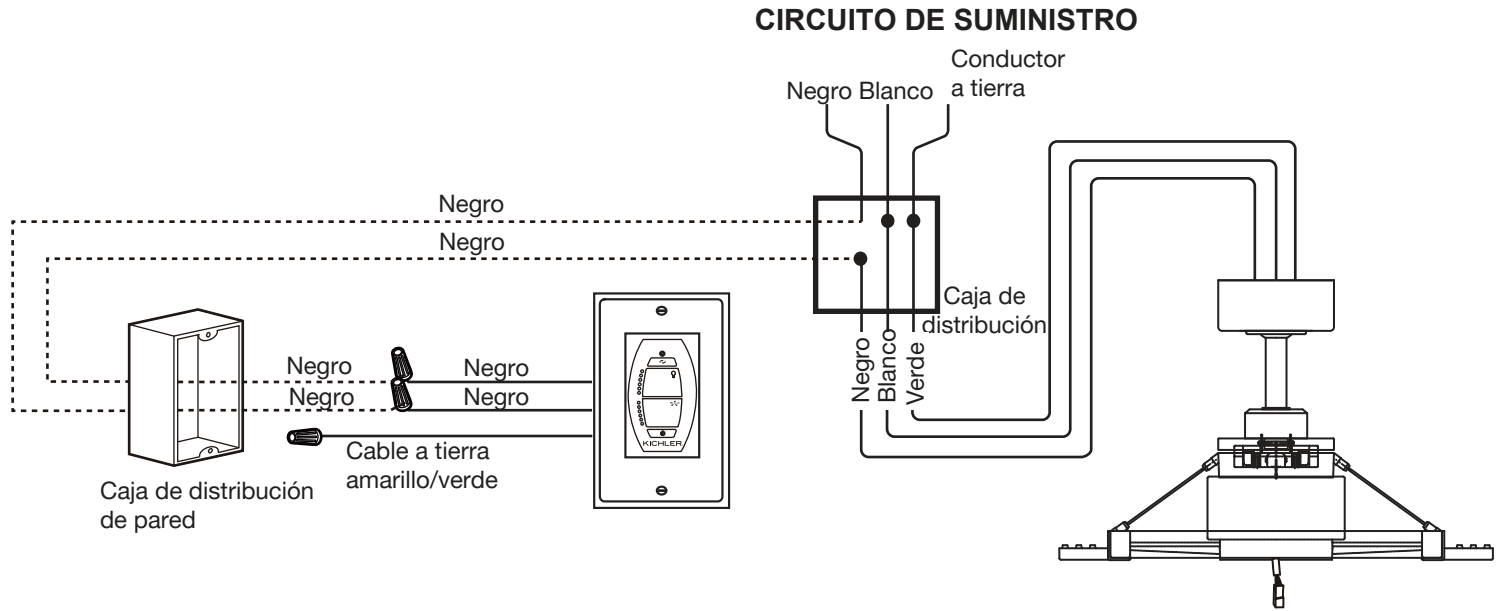 CIRCUITO DE SUMINISTRO
Conductor
a tierra
Negro Blanco
Negro
Negro
Caja de
distribución
Negro
Blanco
Verde
Negro
Negro
Negro
Negro
Cable a tierra
amarillo/verde
KICHLER
Caja de distribución
de pared